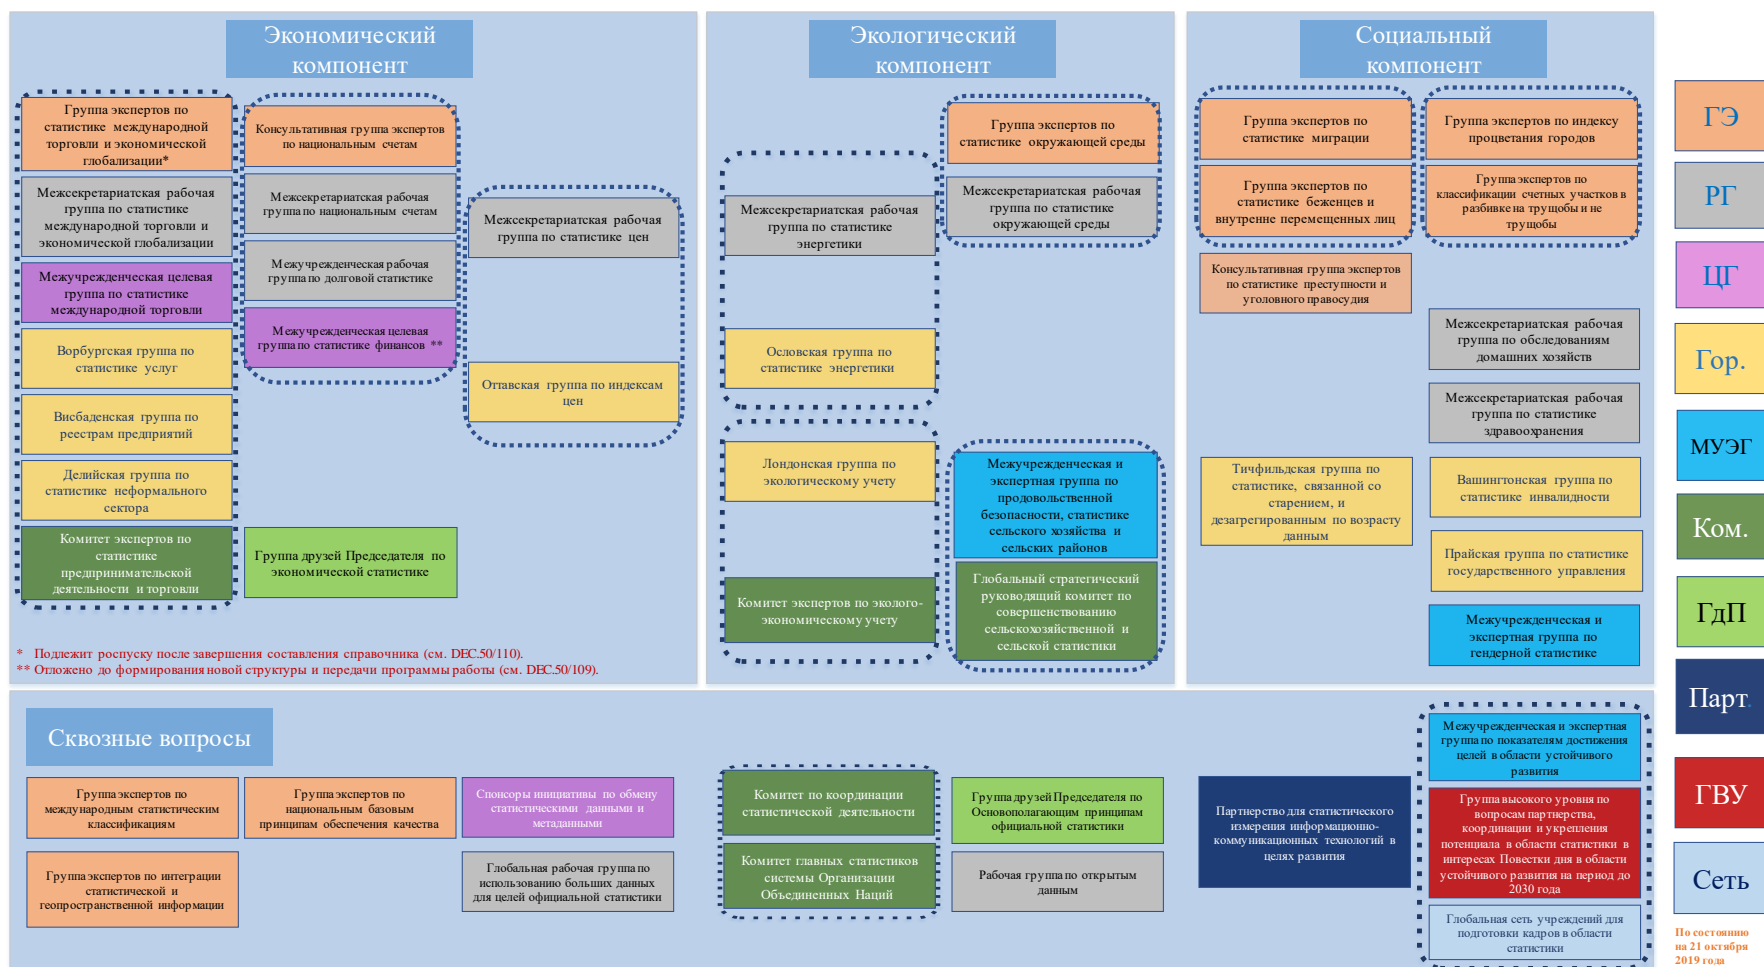 Экономический
компонент
Группа экспертов по
статистике международной
торговли и экономической
глобализации*
Межсекретариатская рабочая
группа по статистике
международной торговли и
экономической глобализации
Межучрежденческая целевая
группа по статистике
международной торговли
Ворбургская группа по
статистике услуг
Висбаденская группа по
реестрам предприятий
Делийская группа по
статистике неформального
сектора
Комитет экспертов по
статистике
предпринимательской
деятельности и торговли
Консультативная группа экспертов
по национальным счетам
Межсекретариатская рабочая
группа по национальным счетам
Межучрежденческая рабочая
группа по долговой статистике
Межучрежденческая целевая
группа по статистике финансов **
Группа друзей Председателя по
экономической статистике
Межсекретариатская рабочая
группа по статистике цен
Оттавская группа по индексам
цен
* Подлежит роспуску после завершения составления справочника (см. DEC.50/110).
** Отложено до формирования новой структуры и передачи программы работы (см. DEC.50/109).
Экологический
компонент
Межсекретариатская рабочая
группа по статистике
энергетики
Ословская группа по
статистике энергетики
Лондонская группа по
экологическому учету
Комитет экспертов по эколого-
экономическому учету
Группа экспертов по
статистике окружающей среды
Межсекретариатская рабочая
группа по статистике
окружающей среды
Межучрежденческая и
экспертная группа по
продовольственной
безопасности, статистике
сельского хозяйства и
сельских районов
Глобальный стратегический
руководящий комитет по
совершенствованию
сельскохозяйственной и
сельской статистики
Социальный
компонент
Группа экспертов по
статистике миграции
Группа экспертов по
статистике беженцев и
внутренне перемещенных лиц
Консультативная группа экспертов
по статистике преступности и
уголовного правосудия
Тичфильдская группа по
статистике, связанной со
старением, и
дезагрегированным по возрасту
данным
Группа экспертов по индексу
процветания городов
Группа экспертов по
классификации счетных участков в
разбивке на трущобы и не
трущобы
Межсекретариатская рабочая
группа по обследованиям
домашних хозяйств
Межсекретариатская рабочая
группа по статистике
здравоохранения
Вашингтонская группа по
статистике инвалидности
Прайская группа по статистике
государственного управления
Межучрежденческая и
экспертная группа по
гендерной статистике
Сквозные вопросы
Группа экспертов по
международным статистическим
классификациям
Группа экспертов по
национальным базовым
принципам обеспечения качества
Спонсоры инициативы по обмену
статистическими данными и
метаданными
Группа экспертов по интеграции
статистической и
геопространственной информации
Глобальная рабочая группа по
использованию больших данных
для целей официальной статистики
Комитет по координации
статистической деятельности
Комитет главных статистиков
системы Организации
Объединенных Наций
Группа друзей Председателя по
Основополагающим принципам
официальной статистики
Рабочая группа по открытым
данным
Партнерство для статистического
измерения информационно-
коммуникационных технологий в
целях развития
Межучрежденческая и экспертная
группа по показателям достижения
целей в области устойчивого
развития
Группа высокого уровня по
вопросам партнерства,
координации и укрепления
потенциала в области статистики в
интересах Повестки дня в области
устойчивого развития на период до
2030 года
Глобальная сеть учреждений для
подготовки кадров в области
статистики
ГЭ
РГ
ЦГ
Гор.
МУЭГ
Ком.
ГдП
Парт.
ГВУ
Сеть
По состоянию
на 21 октября
2019 года